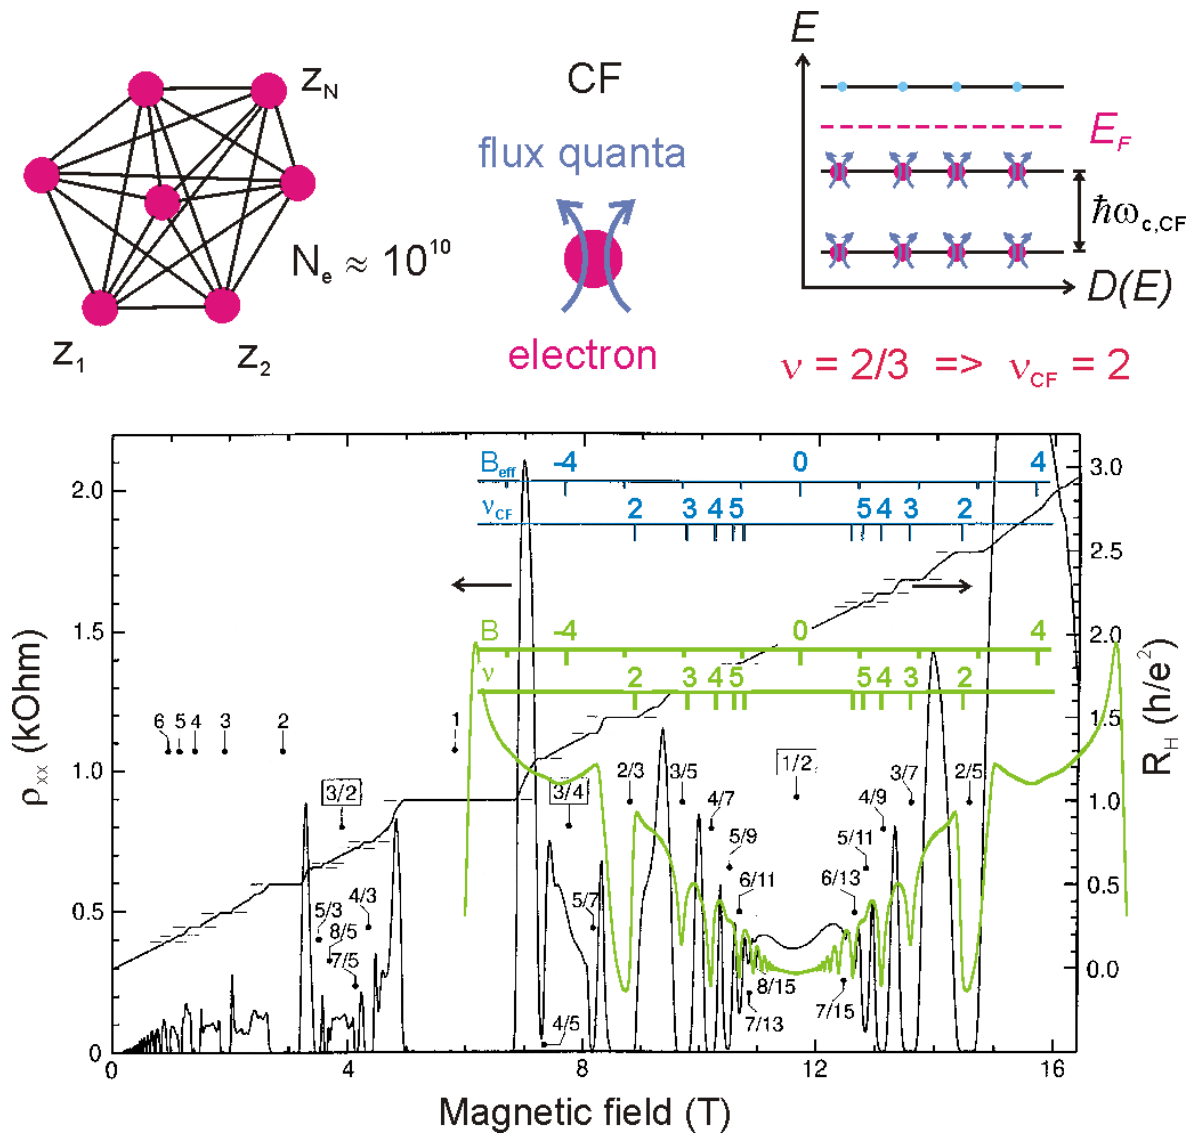 CF
E
z_N
flux quanta
E_F
ħω_c,CF
N_e ≈ 10^10
D(E)
z_1
z_2
electron
ν = 2/3 => ν_CF = 2
B_eff -4 0 4
ν_CF 2 3 4 5 5 4 3 2
B -4 0 4
ν 2 3 4 5 5 4 3 2
6 5 4 3 2 1
3/2 3/4 2/3 3/5 1/2 3/7 2/5
4/7 4/9
5/9 5/11
4/3 5/7 6/11 6/13
5/3
8/5
7/5
8/15
4/5 7/13 7/15
ρ_xx (kOhm)
2.0
1.5
1.0
0.5
0
R_H (h/e^2)
3.0
2.5
2.0
1.5
1.0
0.5
0.0
0 4 8 12 16
Magnetic field (T)